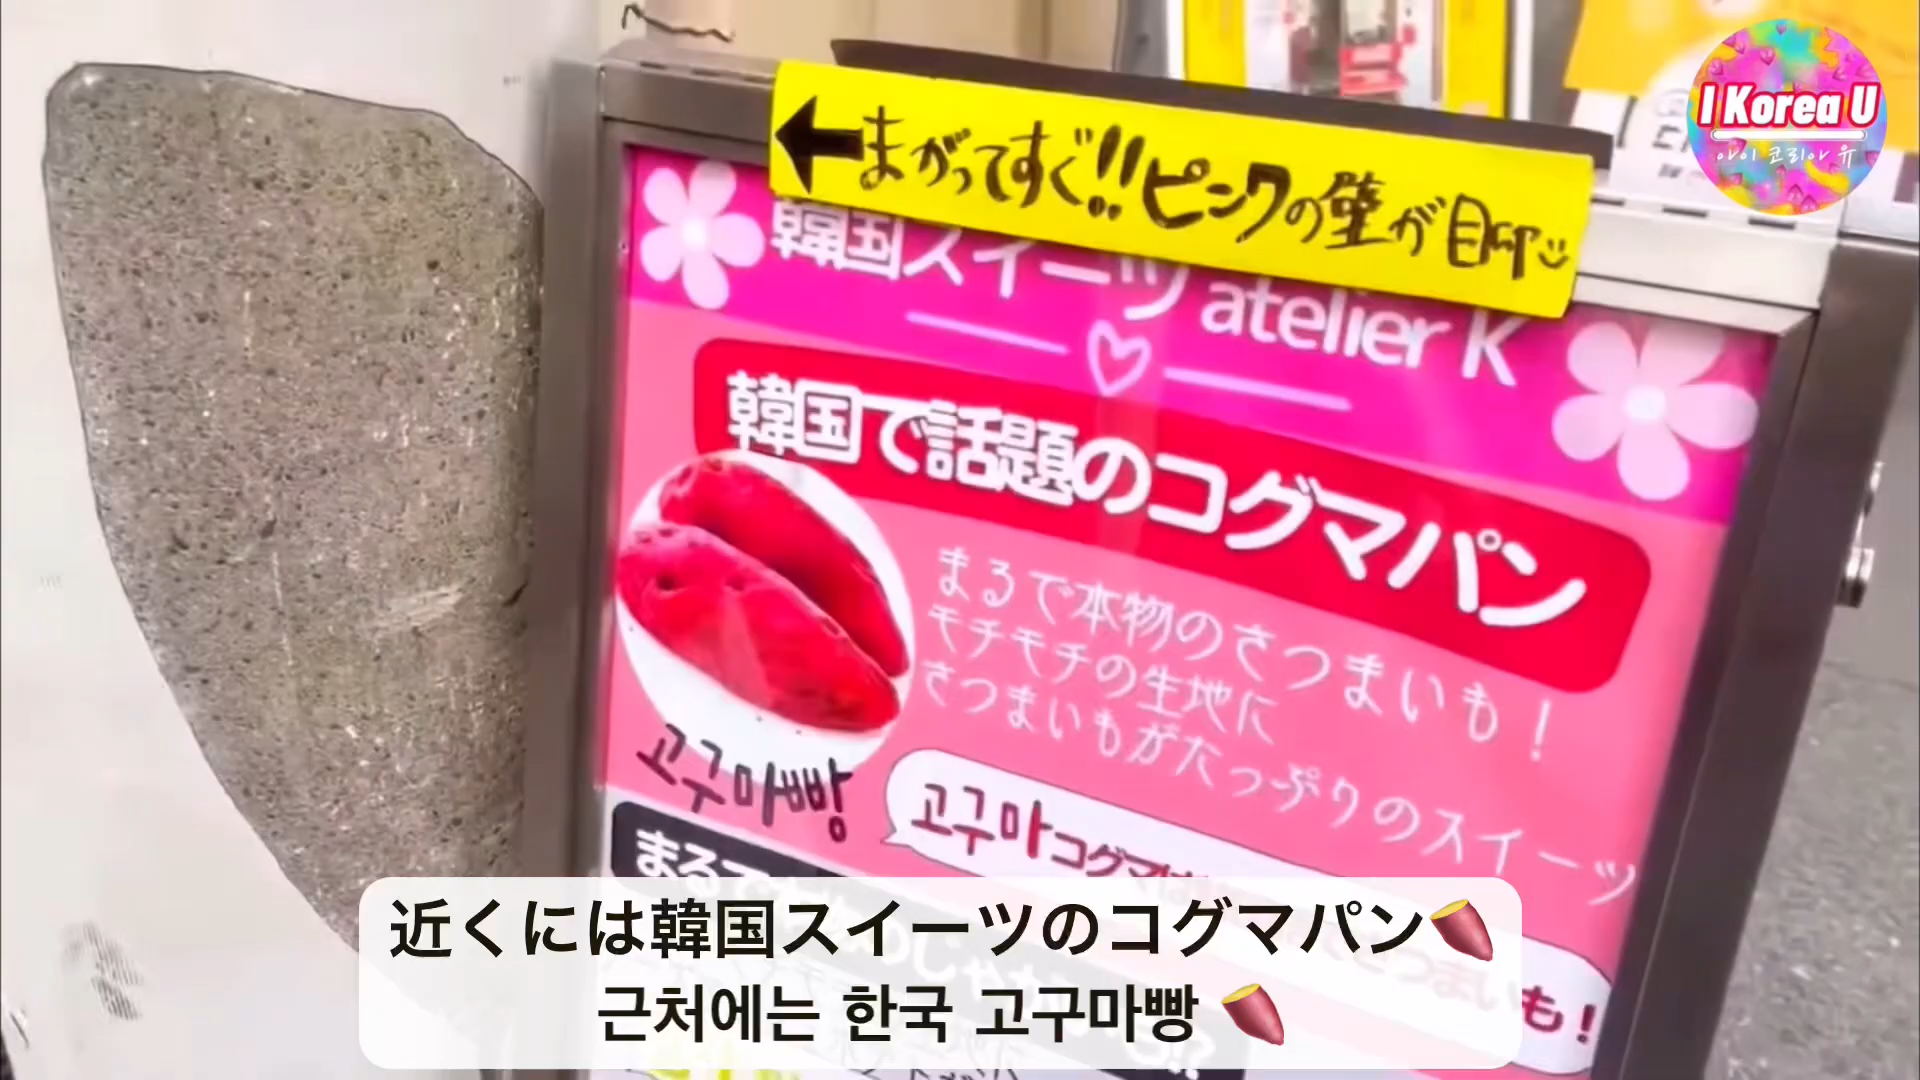 I Korea U
아이 코리아 유
まがってすぐ!!ピンクの壁が目印
韓国スイーツ atelier K
韓国で話題のコグマパン
まるで本物のさつまいも！
モチモチの生地に
さつまいもがたっぷりのスイーツ
고구마빵
고구마 コグマは
も！
まるで
近くには韓国スイーツのコグマパン🍠
근처에는 한국 고구마빵 🍠